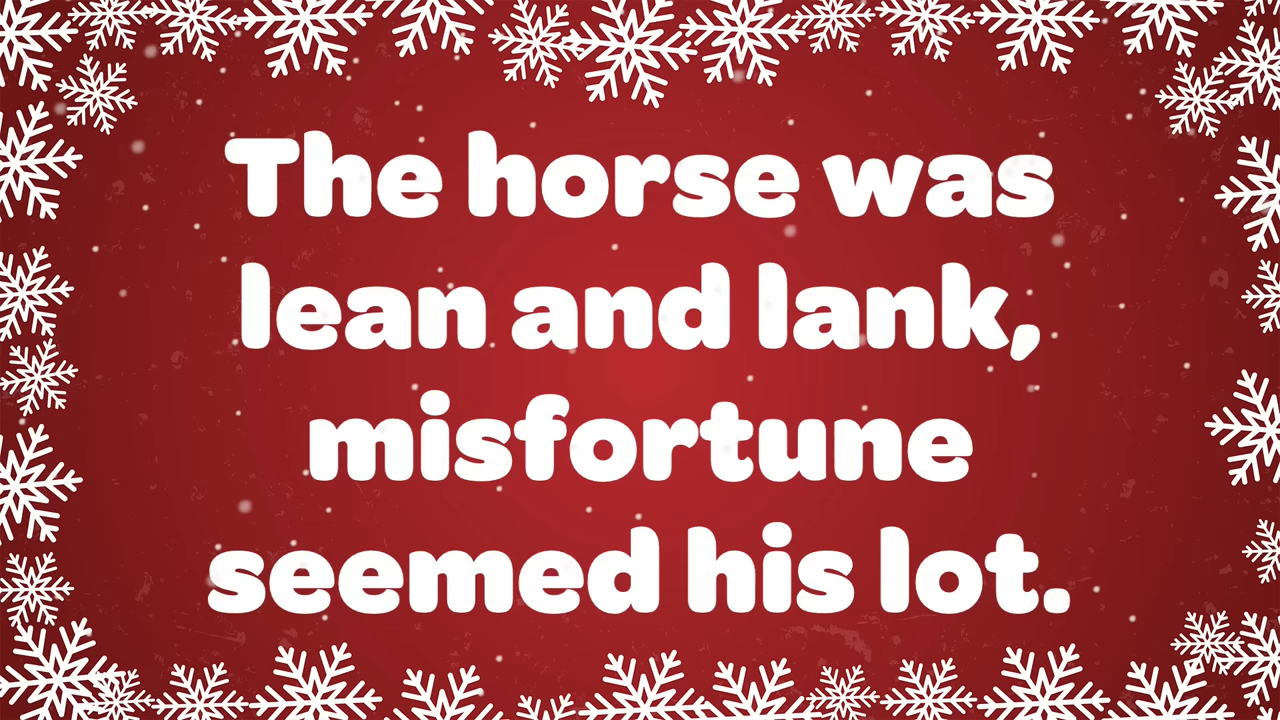 The horse was
lean and lank,
misfortune
seemed his lot.